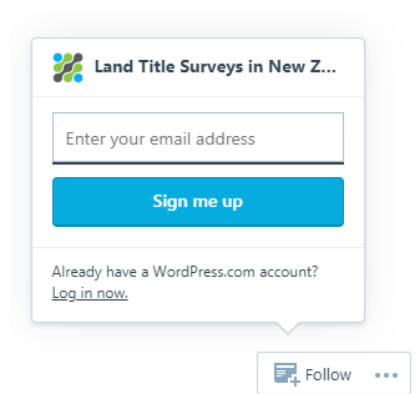 Land Title Surveys in New Z...
Enter your email address
Sign me up
Already have a WordPress.com account?
Log in now.
Follow